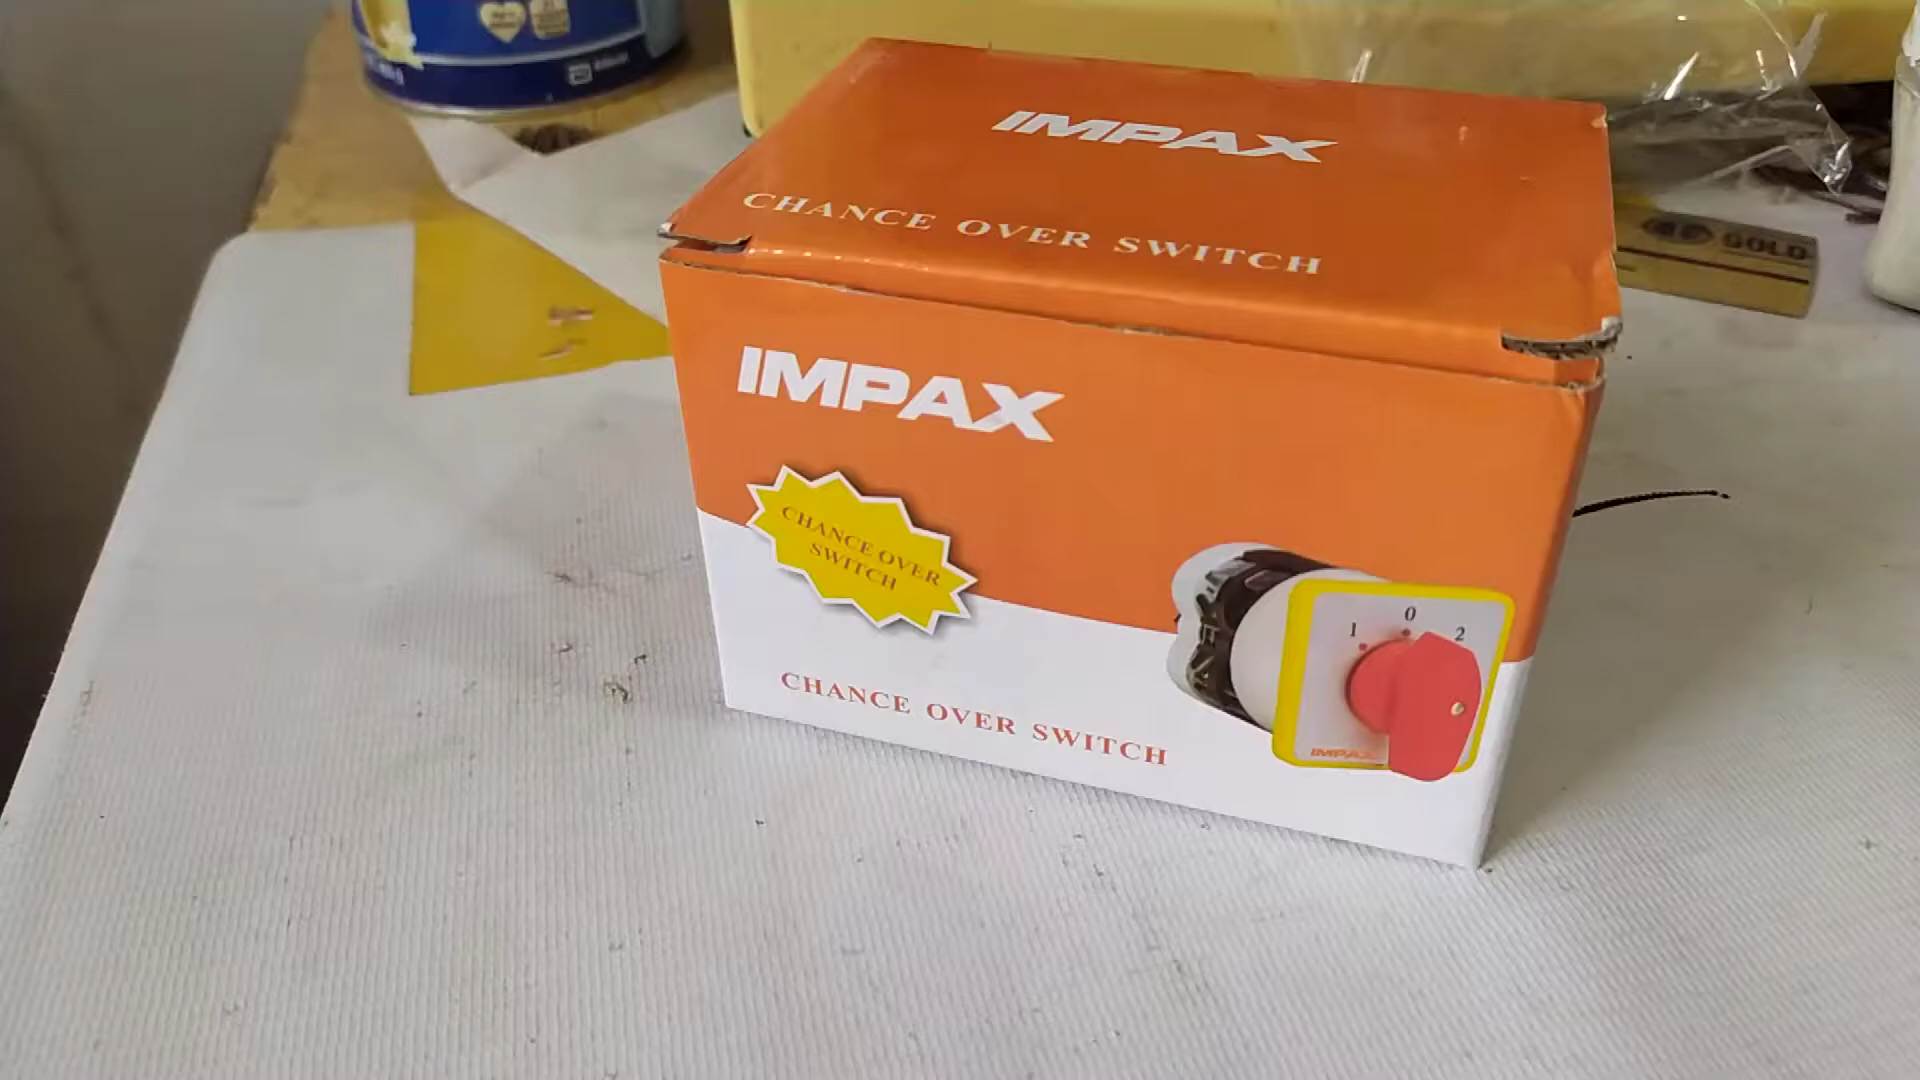 IMPAX
CHANCE OVER SWITCH
GOLD
IMPAX
CHANCE OVER
SWITCH
CHANCE OVER SWITCH
0
1
2
IMPAX